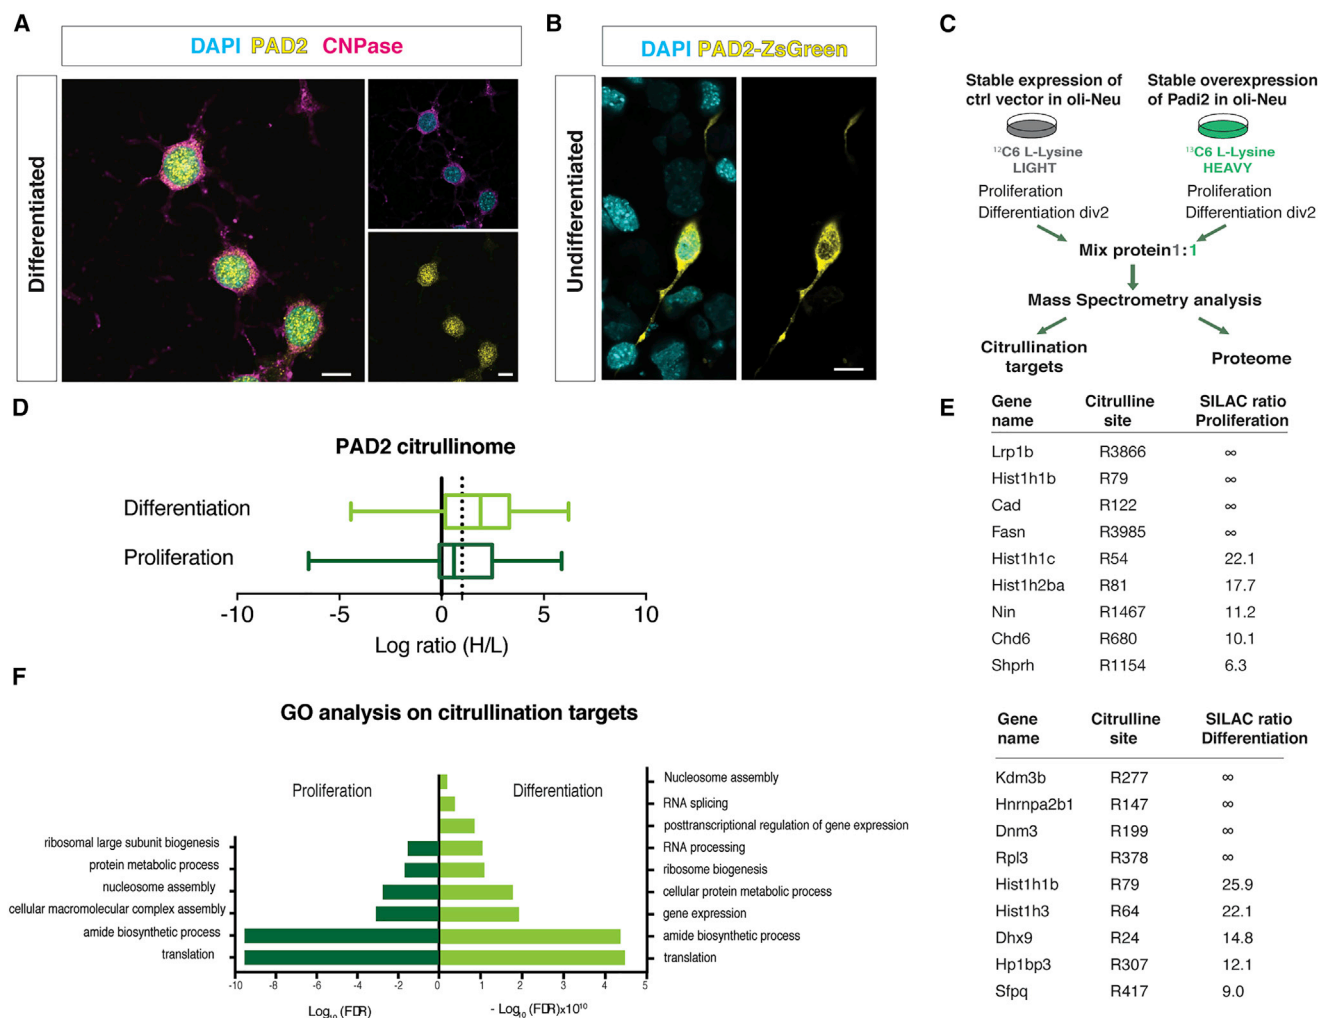 A
DAPI PAD2 CNPase
Differentiated
B
DAPI PAD2-ZsGreen
Undifferentiated
C
Stable expression of
ctrl vector in oli-Neu
¹²C6 L-Lysine
LIGHT
Proliferation
Differentiation div2
Stable overexpression
of Padi2 in oli-Neu
¹³C6 L-Lysine
HEAVY
Proliferation
Differentiation div2
Mix protein1:1
Mass Spectrometry analysis
Citrullination
targets
Proteome
D
PAD2 citrullinome
Differentiation
Proliferation
-10 -5 0 5 10
Log ratio (H/L)
E
Gene name Citrulline site SILAC ratio Proliferation
Lrp1b R3866 ∞
Hist1h1b R79 ∞
Cad R122 ∞
Fasn R3985 ∞
Hist1h1c R54 22.1
Hist1h2ba R81 17.7
Nin R1467 11.2
Chd6 R680 10.1
Shprh R1154 6.3
Gene name Citrulline site SILAC ratio Differentiation
Kdm3b R277 ∞
Hnrnpa2b1 R147 ∞
Dnm3 R199 ∞
Rpl3 R378 ∞
Hist1h1b R79 25.9
Hist1h3 R64 22.1
Dhx9 R24 14.8
Hp1bp3 R307 12.1
Sfpq R417 9.0
F
GO analysis on citrullination targets
Proliferation
Differentiation
ribosomal large subunit biogenesis
protein metabolic process
nucleosome assembly
cellular macromolecular complex assembly
amide biosynthetic process
translation
Nucleosome assembly
RNA splicing
posttranscriptional regulation of gene expression
RNA processing
ribosome biogenesis
cellular protein metabolic process
gene expression
amide biosynthetic process
translation
-10 -8 -6 -4 -2 0 1 2 3 4 5
Log₁₀ (FDR)
- Log₁₀ (FDR)x10¹⁰